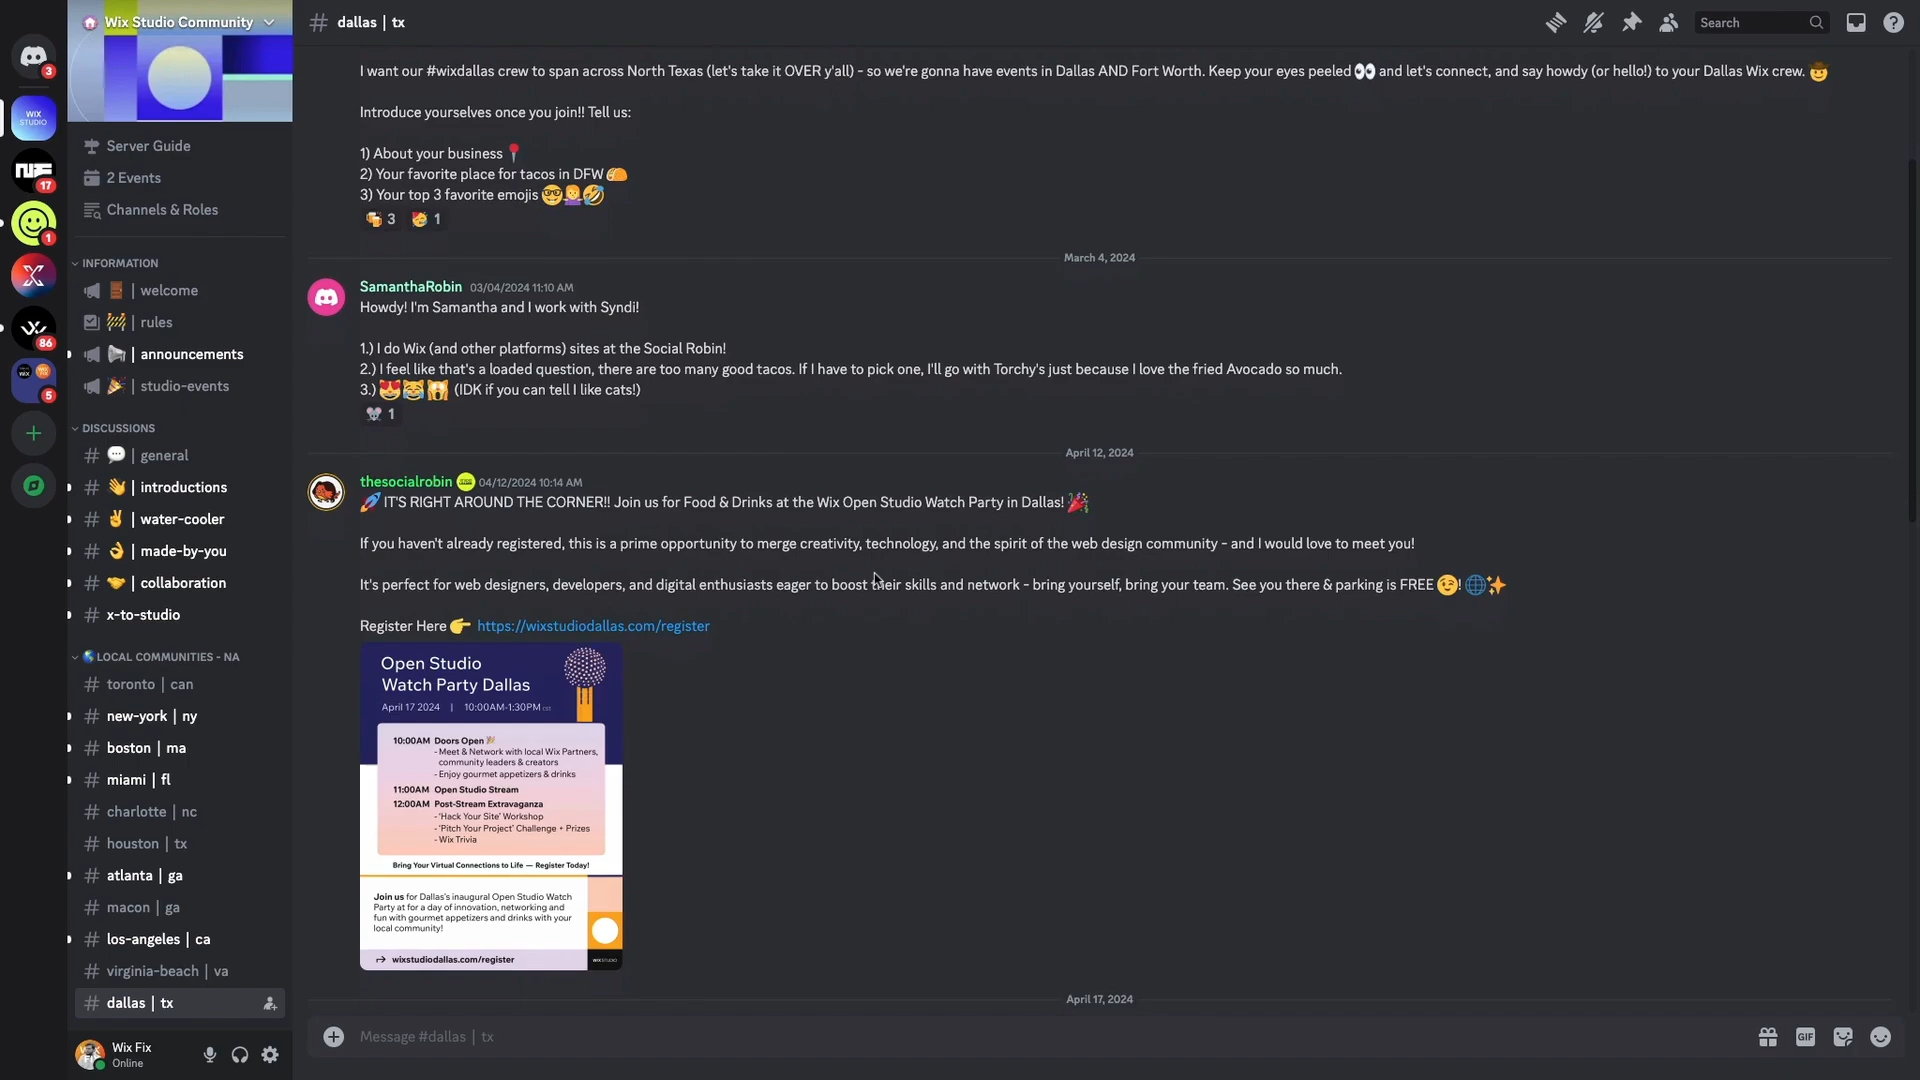 Wix Studio Community
dallas | tx
Search
3
WIX
STUDIO
17
1
86
5
Server Guide
2 Events
Channels & Roles
INFORMATION
| welcome
| rules
| announcements
| studio-events
DISCUSSIONS
| general
| introductions
| water-cooler
| made-by-you
| collaboration
x-to-studio
🌎LOCAL COMMUNITIES - NA
toronto | can
new-york | ny
boston | ma
miami | fl
charlotte | nc
houston | tx
atlanta | ga
macon | ga
los-angeles | ca
virginia-beach | va
dallas | tx
Wix Fix
Online
I want our #wixdallas crew to span across North Texas (let's take it OVER y'all) - so we're gonna have events in Dallas AND Fort Worth. Keep your eyes peeled 👀 and let's connect, and say howdy (or hello!) to your Dallas Wix crew. 🤠
Introduce yourselves once you join!! Tell us:
1) About your business 📍
2) Your favorite place for tacos in DFW 🌮
3) Your top 3 favorite emojis 🤓💁‍♀️🤣
🍻 3 🥳 1
March 4, 2024
SamanthaRobin 03/04/2024 11:10 AM
Howdy! I'm Samantha and I work with Syndi!
1.) I do Wix (and other platforms) sites at the Social Robin!
2.) I feel like that's a loaded question, there are too many good tacos. If I have to pick one, I'll go with Torchy's just because I love the fried Avocado so much.
3.) 😻😹🙀 (IDK if you can tell I like cats!)
🐭 1
April 12, 2024
thesocialrobin 04/12/2024 10:14 AM
🚀 IT'S RIGHT AROUND THE CORNER!! Join us for Food & Drinks at the Wix Open Studio Watch Party in Dallas! 🎉
If you haven't already registered, this is a prime opportunity to merge creativity, technology, and the spirit of the web design community - and I would love to meet you!
It's perfect for web designers, developers, and digital enthusiasts eager to boost their skills and network - bring yourself, bring your team. See you there & parking is FREE 😉! 🌐✨
Register Here 👉 https://wixstudiodallas.com/register
Open Studio
Watch Party Dallas
April 17 2024 | 10:00AM-1:30PM est
10:00AM Doors Open 🎉
- Meet & Network with local Wix Partners,
community leaders & creators
- Enjoy gourmet appetizers & drinks
11:00AM Open Studio Stream
12:00AM Post-Stream Extravaganza
- 'Hack Your Site' Workshop
- 'Pitch Your Project' Challenge + Prizes
- Wix Trivia
Bring Your Virtual Connections to Life — Register Today!
Join us for Dallas's inaugural Open Studio Watch
Party at for a day of innovation, networking and
fun with gourmet appetizers and drinks with your
local community!
→ wixstudiodallas.com/register
WIX STUDIO
April 17, 2024
Message #dallas | tx
GIF